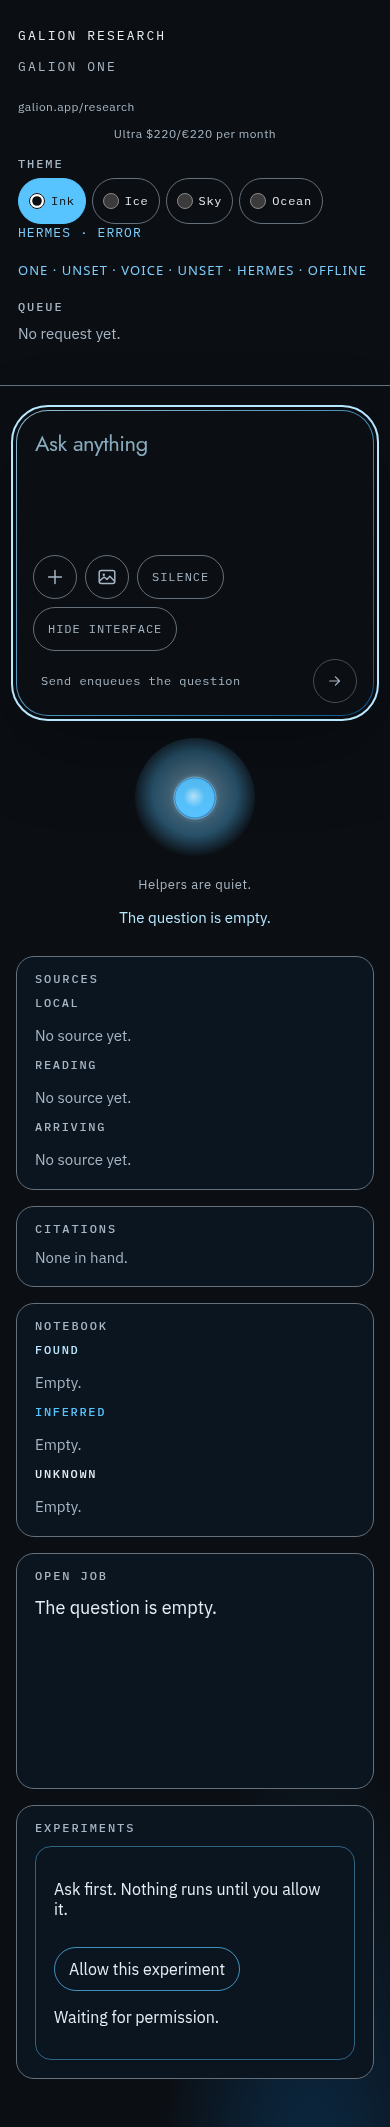 GALION RESEARCH
GALION ONE
galion.app/research
Ultra $220/€220 per month
THEME
Ink
Ice
Sky
Ocean
HERMES · ERROR
ONE · UNSET · VOICE · UNSET · HERMES · OFFLINE
QUEUE
No request yet.
Ask anything
SILENCE
HIDE INTERFACE
Send enqueues the question
Helpers are quiet.
The question is empty.
SOURCES
LOCAL
No source yet.
READING
No source yet.
ARRIVING
No source yet.
CITATIONS
None in hand.
NOTEBOOK
FOUND
Empty.
INFERRED
Empty.
UNKNOWN
Empty.
OPEN JOB
The question is empty.
EXPERIMENTS
Ask first. Nothing runs until you allow
it.
Allow this experiment
Waiting for permission.